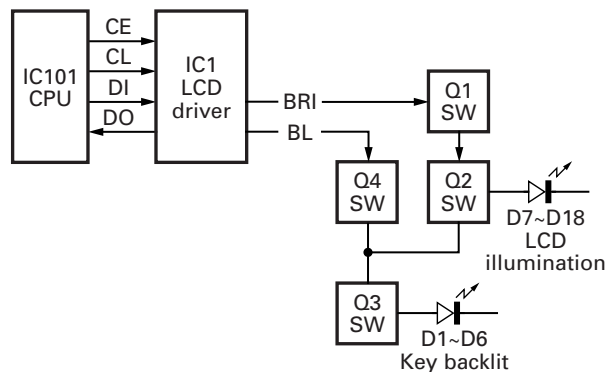 CE
CL
DI
DO
IC101
CPU
IC1
LCD
driver
BRI
BL
Q1
SW
Q4
SW
Q2
SW
D7~D18
LCD
illumination
Q3
SW
D1~D6
Key backlit